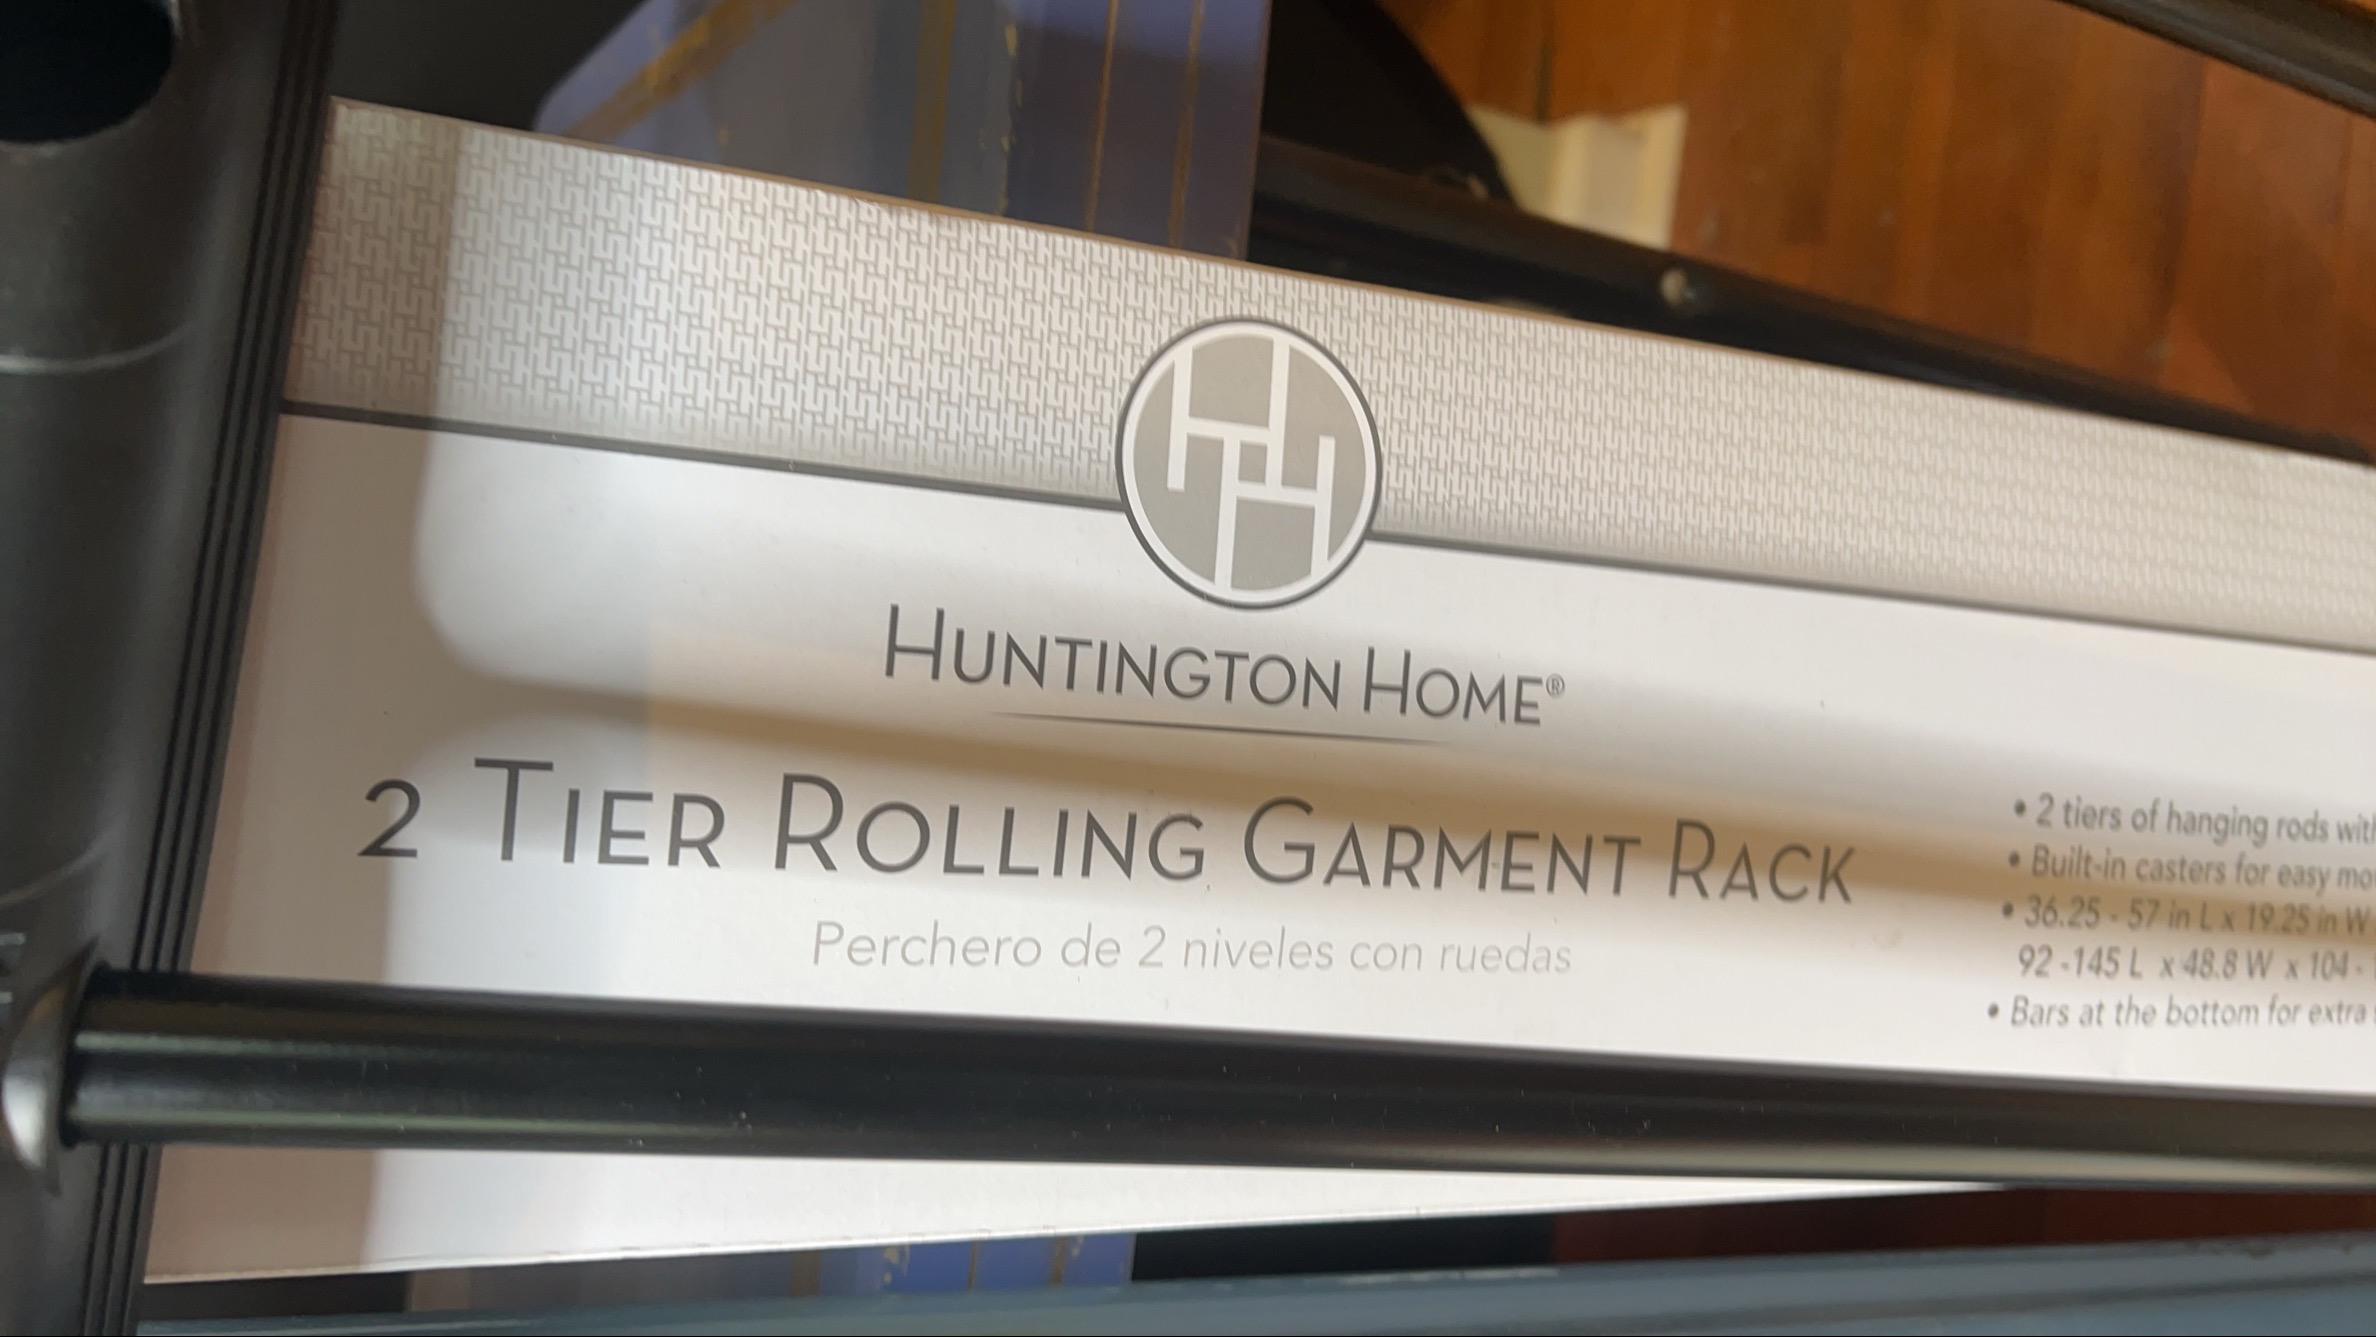 HUNTINGTON HOME®
2 TIER ROLLING GARMENT RACK
Perchero de 2 niveles con ruedas
• 2 tiers of hanging rods
• Built-in casters for easy
• 36.25 - 57 in L x 19.25 in W
92 -145 L x 48.8 W x 104 -
• Bars at the bottom for extra